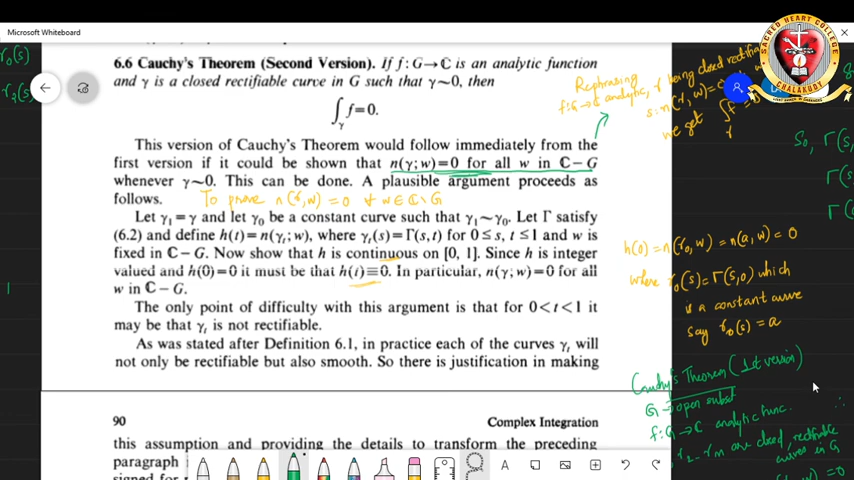 Microsoft Whiteboard
SACRED HEART COLLEGE
CHALAKUDY
6.6 Cauchy's Theorem (Second Version). If f: G→ℂ is an analytic function
and γ is a closed rectifiable curve in G such that γ~0, then
∫γ f=0.
This version of Cauchy's Theorem would follow immediately from the
first version if it could be shown that n(γ; w)=0 for all w in ℂ−G
whenever γ~0. This can be done. A plausible argument proceeds as
follows.
To prove n(γ, w) = 0 ∀ w∈ℂ\G
Let γ₁=γ and let γ₀ be a constant curve such that γ₁~γ₀. Let Γ satisfy
(6.2) and define h(t)=n(γₜ; w), where γₜ(s)=Γ(s, t) for 0≤s, t≤1 and w is
fixed in ℂ−G. Now show that h is continuous on [0, 1]. Since h is integer
valued and h(0)=0 it must be that h(t)≡0. In particular, n(γ; w)=0 for all
w in ℂ−G.
The only point of difficulty with this argument is that for 0<t<1 it
may be that γₜ is not rectifiable.
As was stated after Definition 6.1, in practice each of the curves γₜ will
not only be rectifiable but also smooth. So there is justification in making
90
Complex Integration
this assumption and providing the details to transform the preceding
paragraph
Rephrasing
f: G→ℂ analytic, γ being closed rectifia
we get ∫γ f
So, Γ(s,
Γ(s,
Γ(
h(0) = n(γ₀, w) = n(a, w) = 0
where γ₀(s) = Γ(s,0) which
is a constant curve
say γ₀(s) = a
Cauchy's Theorem (1st version)
G → open subst
f: G → ℂ analytic func.
γ₂ … γm are closed, rectifiable
curves in G
w) = 0